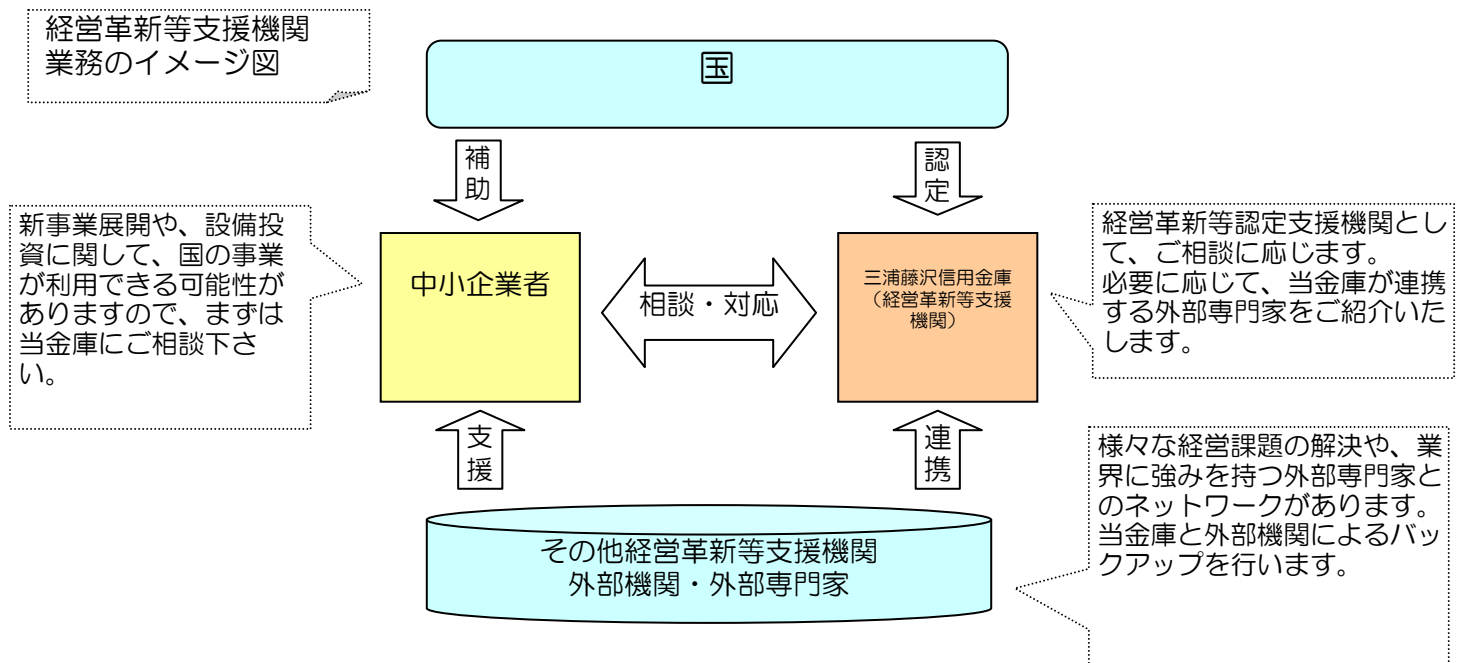 経営革新等支援機関
業務のイメージ図
国
補
助
認
定
新事業展開や、設備投
資に関して、国の事業
が利用できる可能性が
ありますので、まずは
当金庫にご相談下さ
い。
中小企業者
相談・対応
三浦藤沢信用金庫
（経営革新等支援
機関）
経営革新等認定支援機関とし
て、ご相談に応じます。
必要に応じて、当金庫が連携
する外部専門家をご紹介いた
します。
支
援
連
携
その他経営革新等支援機関
外部機関・外部専門家
様々な経営課題の解決や、業
界に強みを持つ外部専門家と
のネットワークがあります。
当金庫と外部機関によるバッ
クアップを行います。